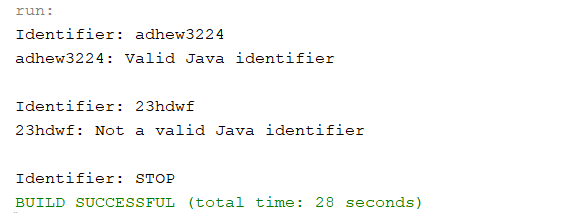 run:
Identifier: adhew3224
adhew3224: Valid Java identifier
Identifier: 23hdwf
23hdwf: Not a valid Java identifier
Identifier: STOP
BUILD SUCCESSFUL (total time: 28 seconds)